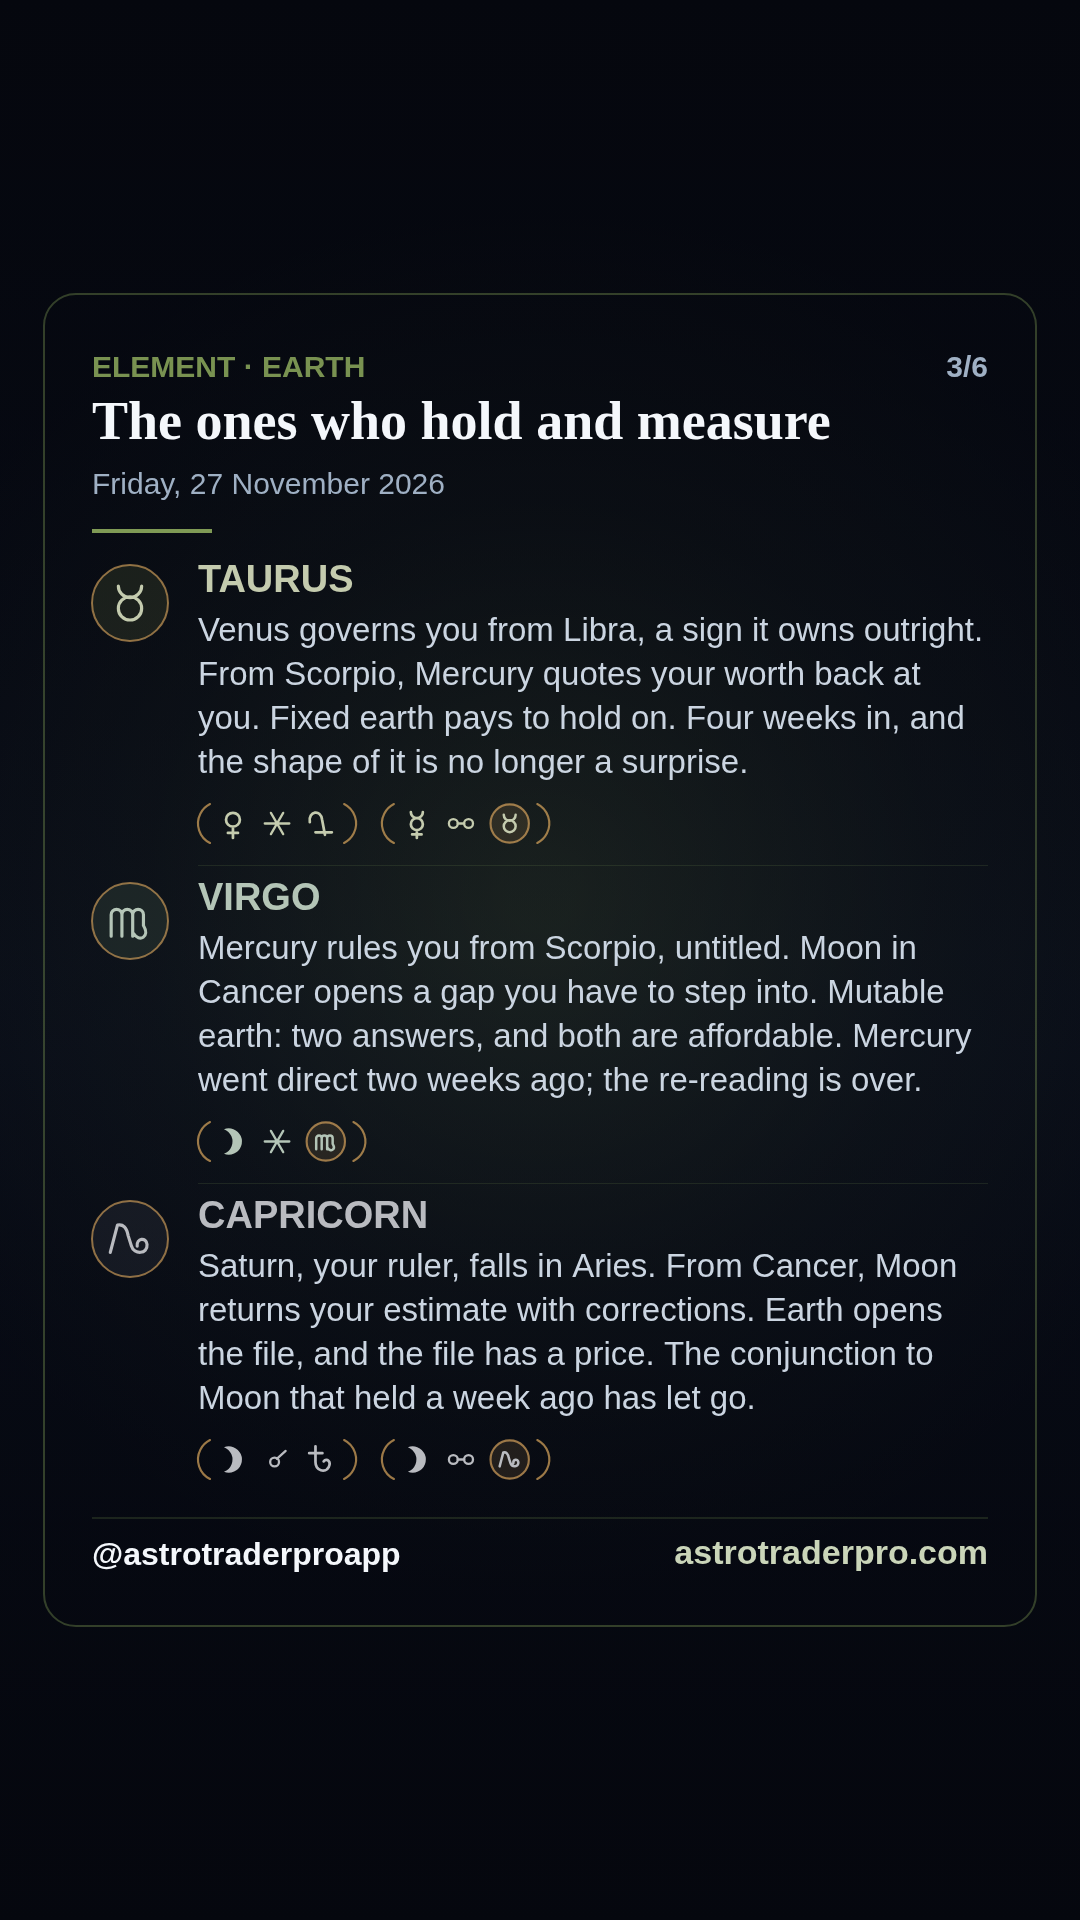 ELEMENT · EARTH
3/6
The ones who hold and measure
Friday, 27 November 2026
TAURUS
Venus governs you from Libra, a sign it owns outright.
From Scorpio, Mercury quotes your worth back at
you. Fixed earth pays to hold on. Four weeks in, and
the shape of it is no longer a surprise.
VIRGO
Mercury rules you from Scorpio, untitled. Moon in
Cancer opens a gap you have to step into. Mutable
earth: two answers, and both are affordable. Mercury
went direct two weeks ago; the re-reading is over.
CAPRICORN
Saturn, your ruler, falls in Aries. From Cancer, Moon
returns your estimate with corrections. Earth opens
the file, and the file has a price. The conjunction to
Moon that held a week ago has let go.
@astrotraderproapp
astrotraderpro.com